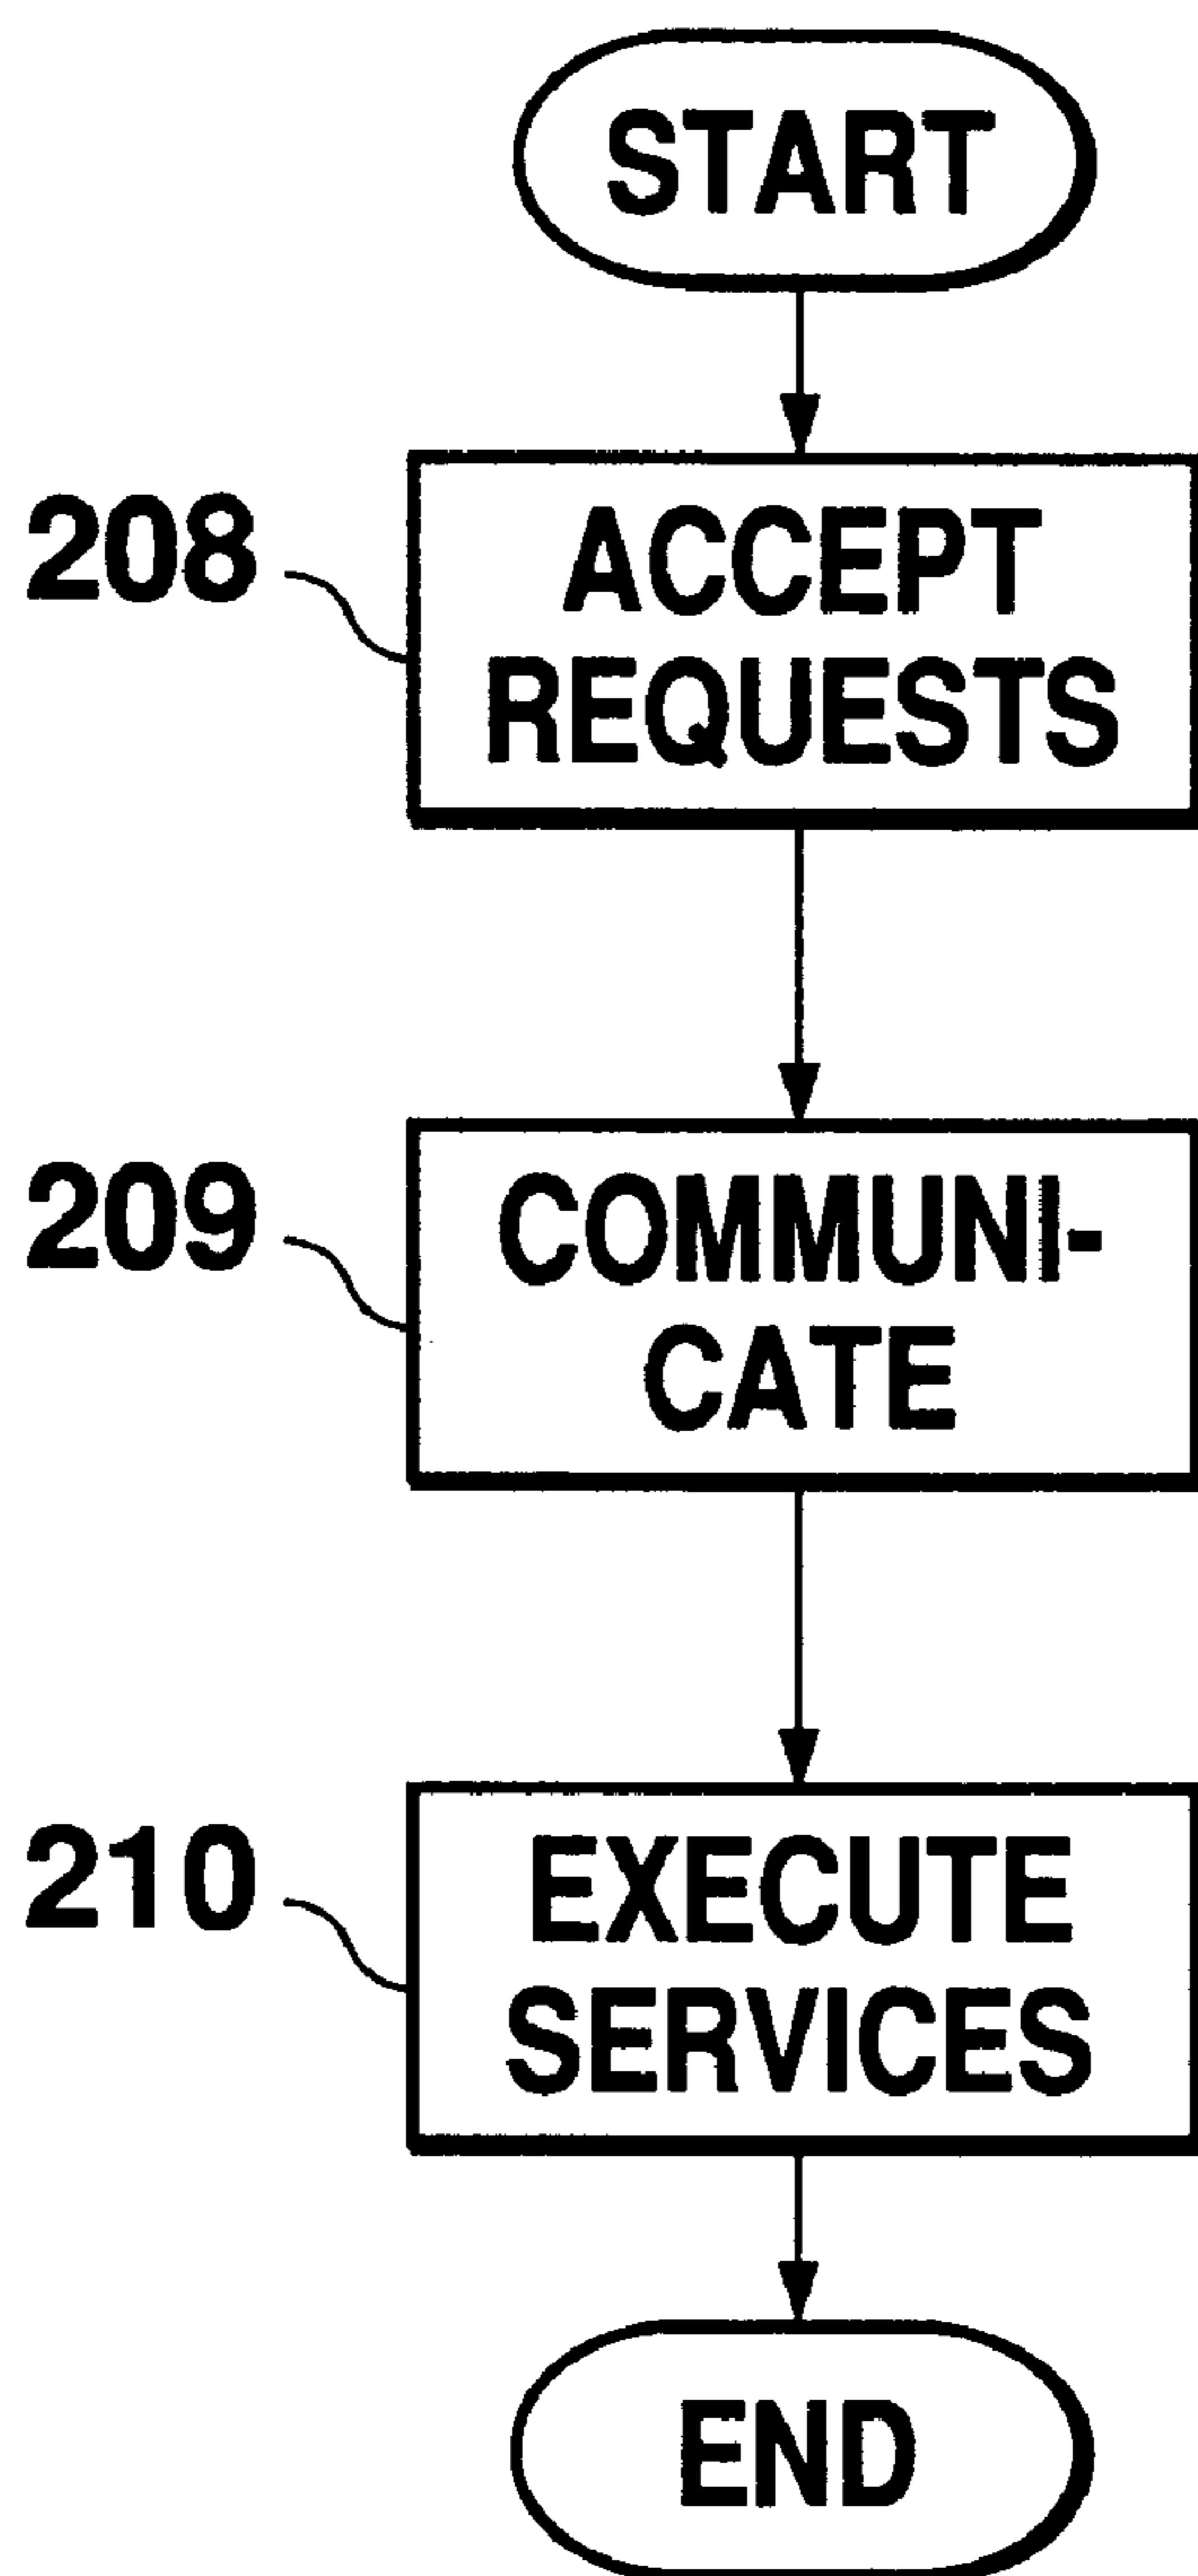 START
208
ACCEPT
REQUESTS
209
COMMUNI-
CATE
210
EXECUTE
SERVICES
END